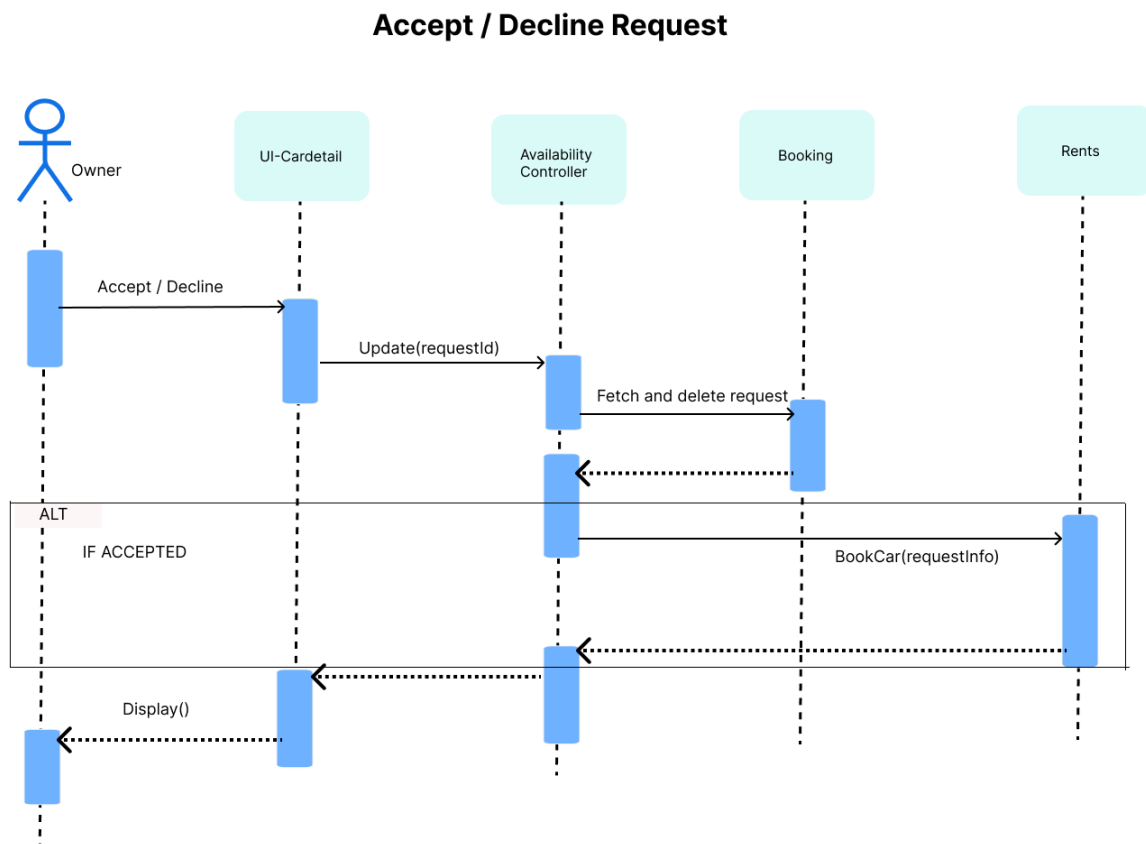 Accept / Decline Request
Owner
UI-Cardetail
Availability
Controller
Booking
Rents
Accept / Decline
Update(requestId)
Fetch and delete request
ALT
IF ACCEPTED
BookCar(requestInfo)
Display()